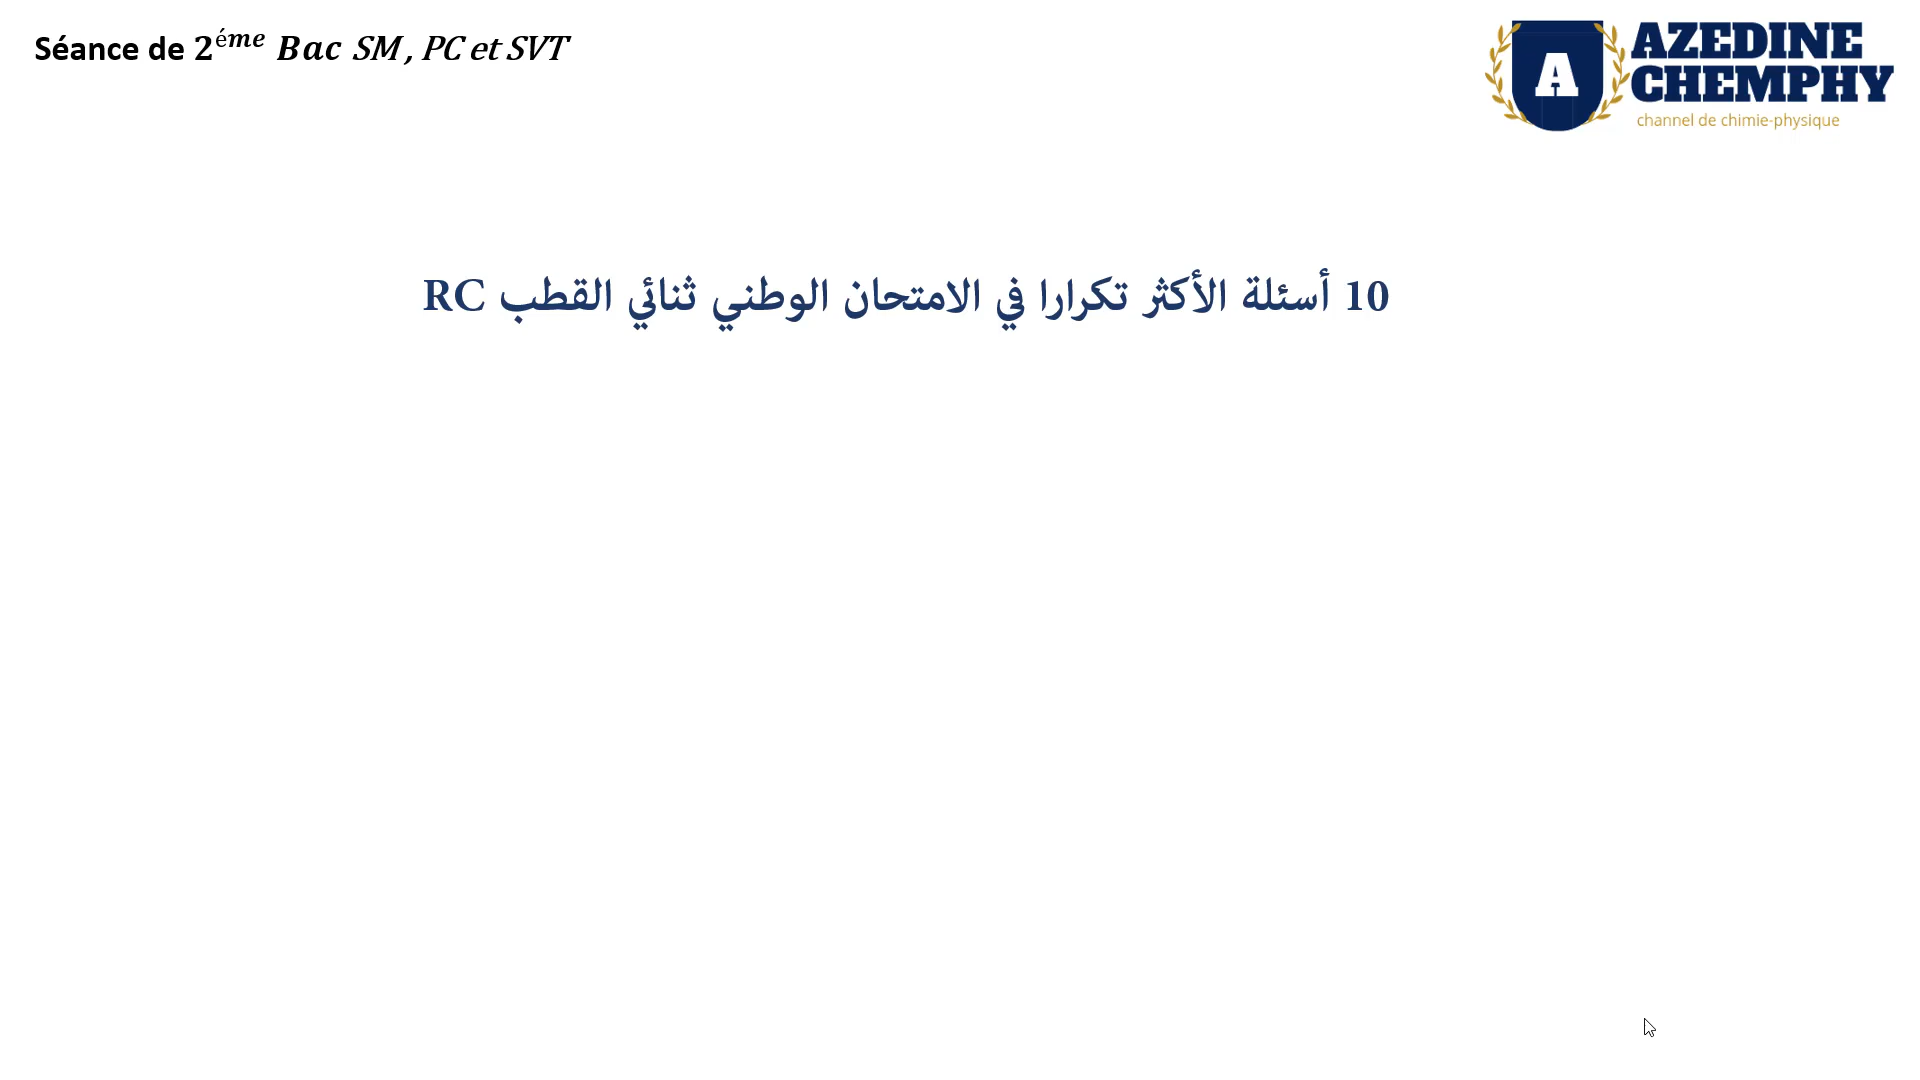 Séance de 2éme Bac SM, PC et SVT
A
AZEDINE
CHEMPHY
channel de chimie-physique
10 أسئلة الأكثر تكرارا في الامتحان الوطني ثنائي القطب RC